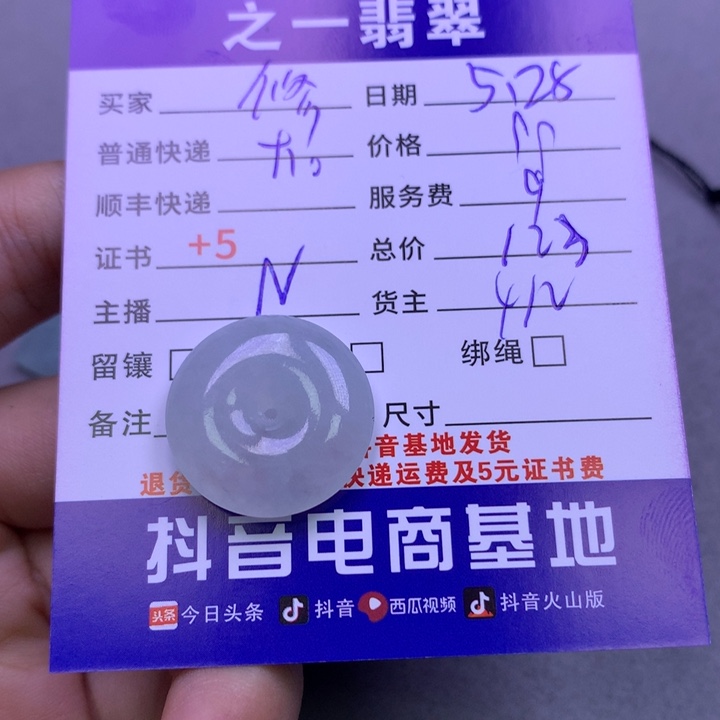 之一翡翠
买家 修 日期 5.28
普通快递 价格
顺丰快递 服务费
证书 +5 总价 123
主播 N 货主 412
留镶 绑绳
备注 尺寸
音基地发货
退货 快递运费及5元证书费
抖音电商基地
头条 今日头条 抖音 西瓜视频 抖音火山版